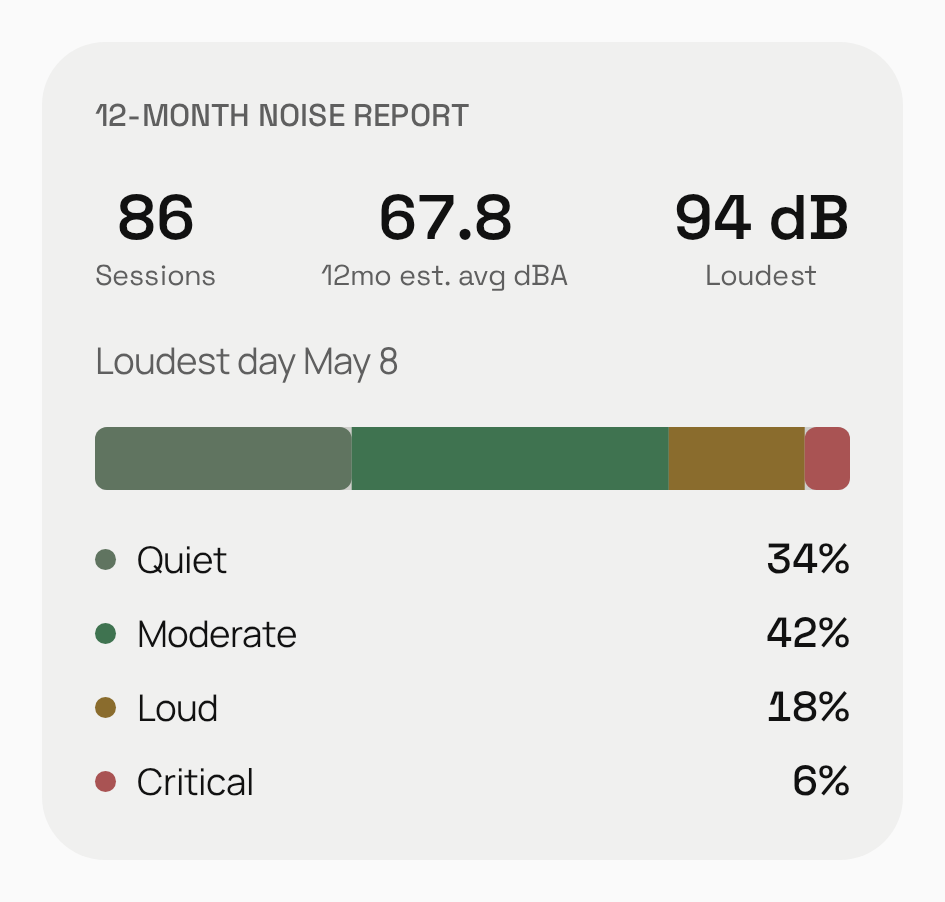 12-MONTH NOISE REPORT
86 67.8 94 dB
Sessions 12mo est. avg dBA Loudest
Loudest day May 8
Quiet 34%
Moderate 42%
Loud 18%
Critical 6%